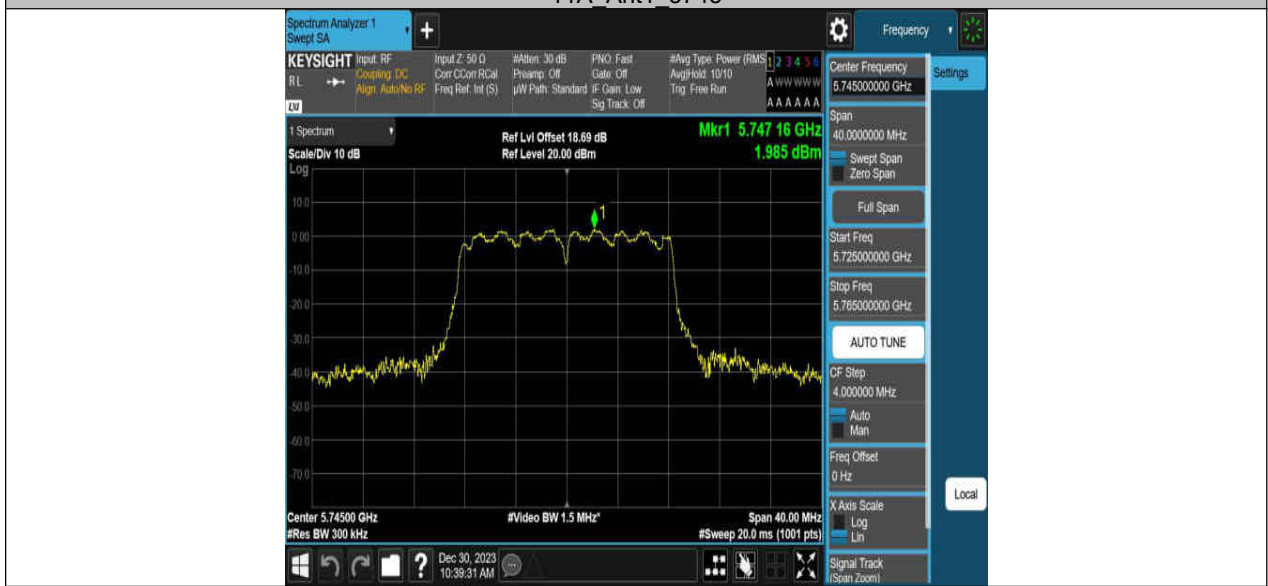 11A_Ant1_5745
Spectrum Analyzer 1
Swept SA
+
Frequency
KEYSIGHT
RL
LXI
Input: RF
Coupling: DC
Align: Auto/No RF
Input Z: 50 Ω
Corr CCorr RCal
Freq Ref: Int (S)
#Atten: 30 dB
Preamp: Off
µW Path: Standard
PNO: Fast
Gate: Off
IF Gain: Low
Sig Track: Off
#Avg Type: Power (RMS
Avg|Hold: 10/10
Trig: Free Run
1 2 3 4 5 6
A W W W W W
A A A A A A
1 Spectrum
Scale/Div 10 dB
Log
Ref Lvl Offset 18.69 dB
Ref Level 20.00 dBm
Mkr1 5.747 16 GHz
1.985 dBm
10.0
0.00
-10.0
-20.0
-30.0
-40.0
-50.0
-60.0
-70.0
1
Center 5.74500 GHz
#Res BW 300 kHz
#Video BW 1.5 MHz*
Span 40.00 MHz
#Sweep 20.0 ms (1001 pts)
Dec 30, 2023
10:39:31 AM
?
Center Frequency
5.745000000 GHz
Settings
Span
40.0000000 MHz
Swept Span
Zero Span
Full Span
Start Freq
5.725000000 GHz
Stop Freq
5.765000000 GHz
AUTO TUNE
CF Step
4.000000 MHz
Auto
Man
Freq Offset
0 Hz
X Axis Scale
Log
Lin
Local
Signal Track
(Span Zoom)